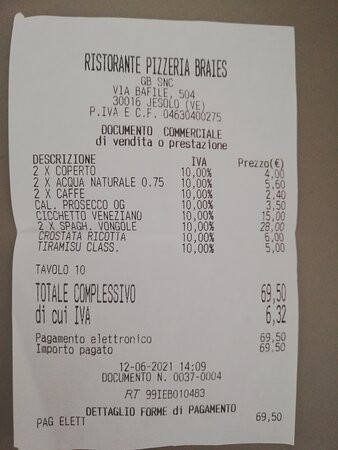 RISTORANTE PIZZERIA BRAIES
GB SNC
VIA BAFILE, 504
30016 JESOLO (VE)
P.IVA E C.F. 04630400275
DOCUMENTO COMMERCIALE
di vendita o prestazione
DESCRIZIONE IVA Prezzo(€)
2 X COPERTO 10,00% 4,00
2 X ACQUA NATURALE 0.75 10,00% 5,60
2 X CAFFE 10,00% 2,40
CAL. PROSECCO OG 10,00% 3,50
CICCHETTO VENEZIANO 10,00% 15,00
2 X SPAGH. VONGOLE 10,00% 28,00
CROSTATA RICOTTA 10,00% 6,00
TIRAMISU CLASS. 10,00% 5,00
TAVOLO 10
TOTALE COMPLESSIVO 69,50
di cui IVA 6,32
Pagamento elettronico 69,50
Importo pagato 69,50
12-06-2021 14:09
DOCUMENTO N. 0037-0004
RT 99IEB010463
DETTAGLIO FORME di PAGAMENTO
PAG ELETT 69,50